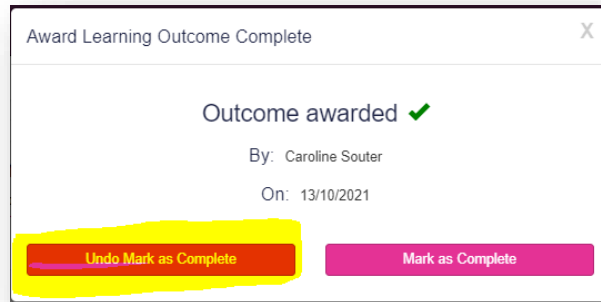 Award Learning Outcome Complete X
Outcome awarded
By: Caroline Souter
On: 13/10/2021
Undo Mark as Complete Mark as Complete